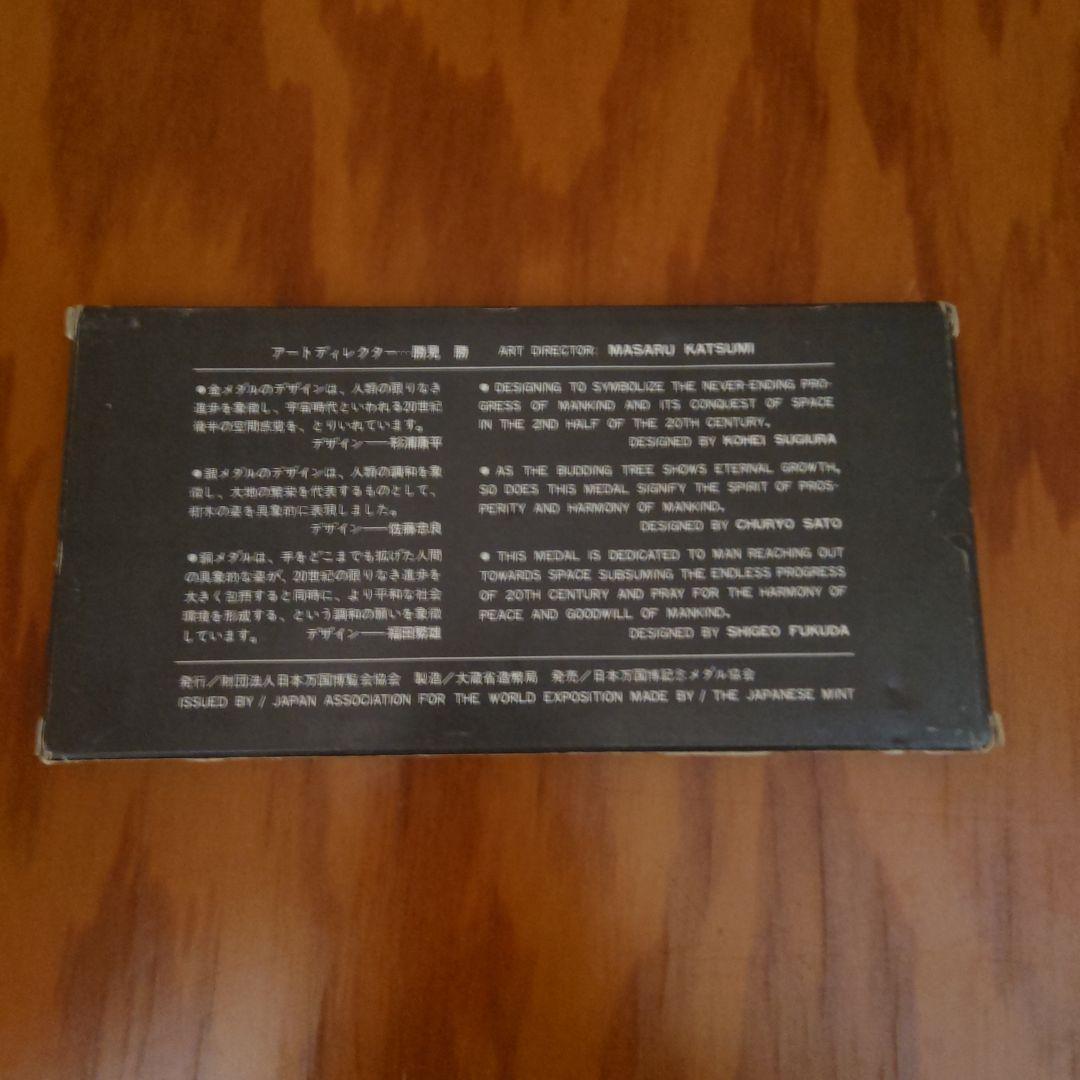 アートディレクター…勝見 勝 ART DIRECTOR: MASARU KATSUMI
●金メダルのデザインは、人類の限りなき
進歩を象徴し、宇宙時代といわれる20世紀
後半の空間感覚を、とりいれています。
デザイン──杉浦康平
●銀メダルのデザインは、人類の調和を象
徴し、大地の繁栄を代表するものとして、
樹木の姿を具象的に表現しました。
デザイン──佐藤忠良
●銅メダルは、手をどこまでも拡げた人間
の具象的な姿が、20世紀の限りなき進歩を
大きく包括すると同時に、より平和な社会
環境を形成する、という調和の願いを象徴
しています。 デザイン──福田繁雄
● DESIGNING TO SYMBOLIZE THE NEVER-ENDING PRO-
GRESS OF MANKIND AND ITS CONQUEST OF SPACE
IN THE 2ND HALF OF THE 20TH CENTURY.
DESIGNED BY KOHEI SUGIURA
● AS THE BUDDING TREE SHOWS ETERNAL GROWTH,
SO DOES THIS MEDAL SIGNIFY THE SPIRIT OF PROS-
PERITY AND HARMONY OF MANKIND.
DESIGNED BY CHURYO SATO
● THIS MEDAL IS DEDICATED TO MAN REACHING OUT
TOWARDS SPACE SUBSUMING THE ENDLESS PROGRESS
OF 20TH CENTURY AND PRAY FOR THE HARMONY OF
PEACE AND GOODWILL OF MANKIND.
DESIGNED BY SHIGEO FUKUDA
発行／財団法人日本万国博覧会協会 製造／大蔵省造幣局 発売／日本万国博記念メダル協会
ISSUED BY / JAPAN ASSOCIATION FOR THE WORLD EXPOSITION MADE BY / THE JAPANESE MINT